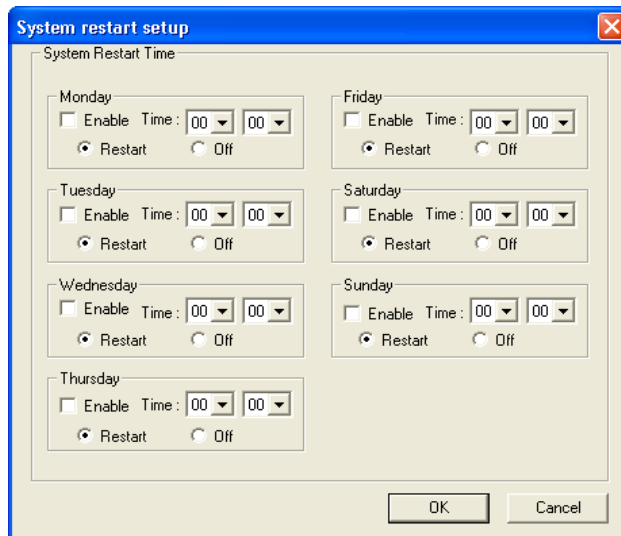 System restart setup
System Restart Time
Monday
Enable Time : 00 00
Restart Off
Tuesday
Enable Time : 00 00
Restart Off
Wednesday
Enable Time : 00 00
Restart Off
Thursday
Enable Time : 00 00
Restart Off
Friday
Enable Time : 00 00
Restart Off
Saturday
Enable Time : 00 00
Restart Off
Sunday
Enable Time : 00 00
Restart Off
OK Cancel